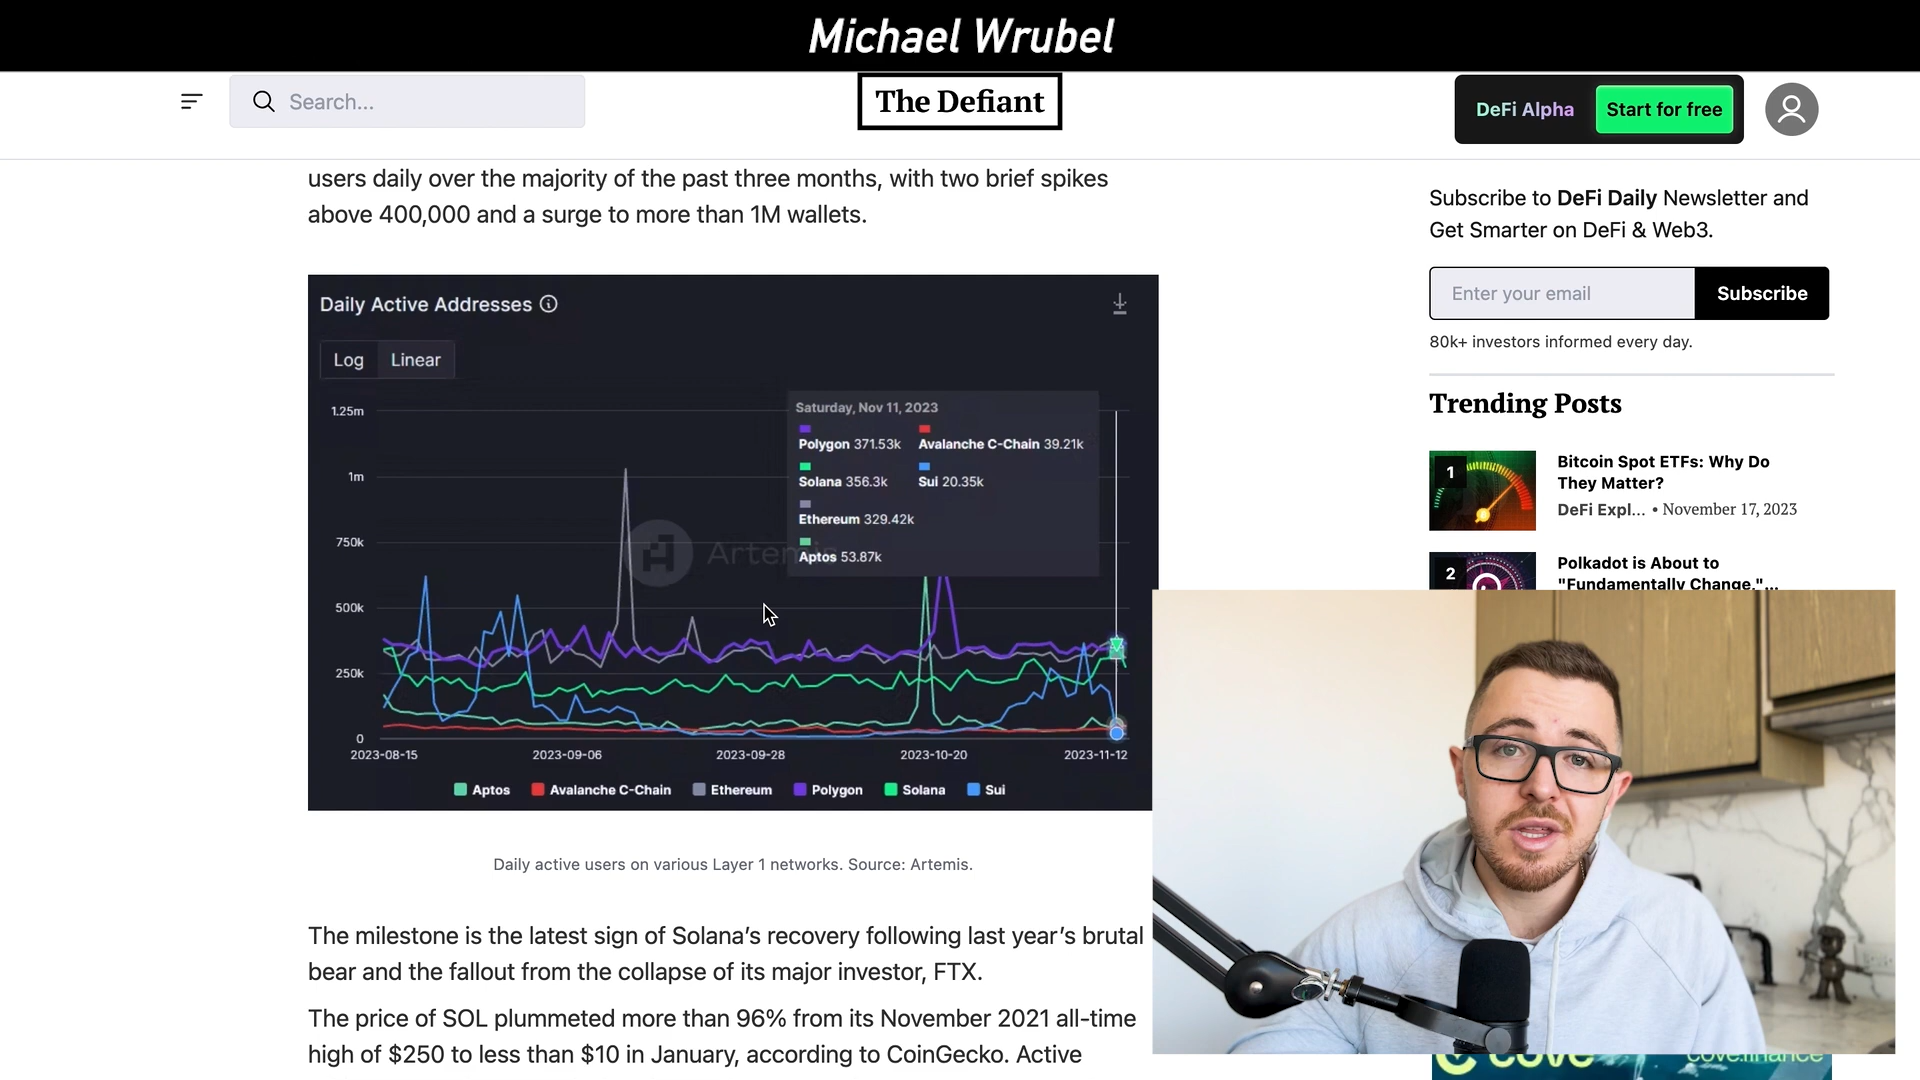 Michael Wrubel
Search...
The Defiant
DeFi Alpha
Start for free
users daily over the majority of the past three months, with two brief spikes
above 400,000 and a surge to more than 1M wallets.
Daily Active Addresses
Log
Linear
1.25m
1m
750k
500k
250k
0
Saturday, Nov 11, 2023
Polygon 371.53k
Avalanche C-Chain 39.21k
Solana 356.3k
Sui 20.35k
Ethereum 329.42k
Aptos 53.87k
Artemis
2023-08-15
2023-09-06
2023-09-28
2023-10-20
2023-11-12
Aptos
Avalanche C-Chain
Ethereum
Polygon
Solana
Sui
Daily active users on various Layer 1 networks. Source: Artemis.
The milestone is the latest sign of Solana’s recovery following last year’s brutal
bear and the fallout from the collapse of its major investor, FTX.
The price of SOL plummeted more than 96% from its November 2021 all-time
high of $250 to less than $10 in January, according to CoinGecko. Active
Subscribe to DeFi Daily Newsletter and
Get Smarter on DeFi & Web3.
Enter your email
Subscribe
80k+ investors informed every day.
Trending Posts
1
Bitcoin Spot ETFs: Why Do
They Matter?
DeFi Expl... • November 17, 2023
2
Polkadot is About to
"Fundamentally Change,"...
cove
cove.finance